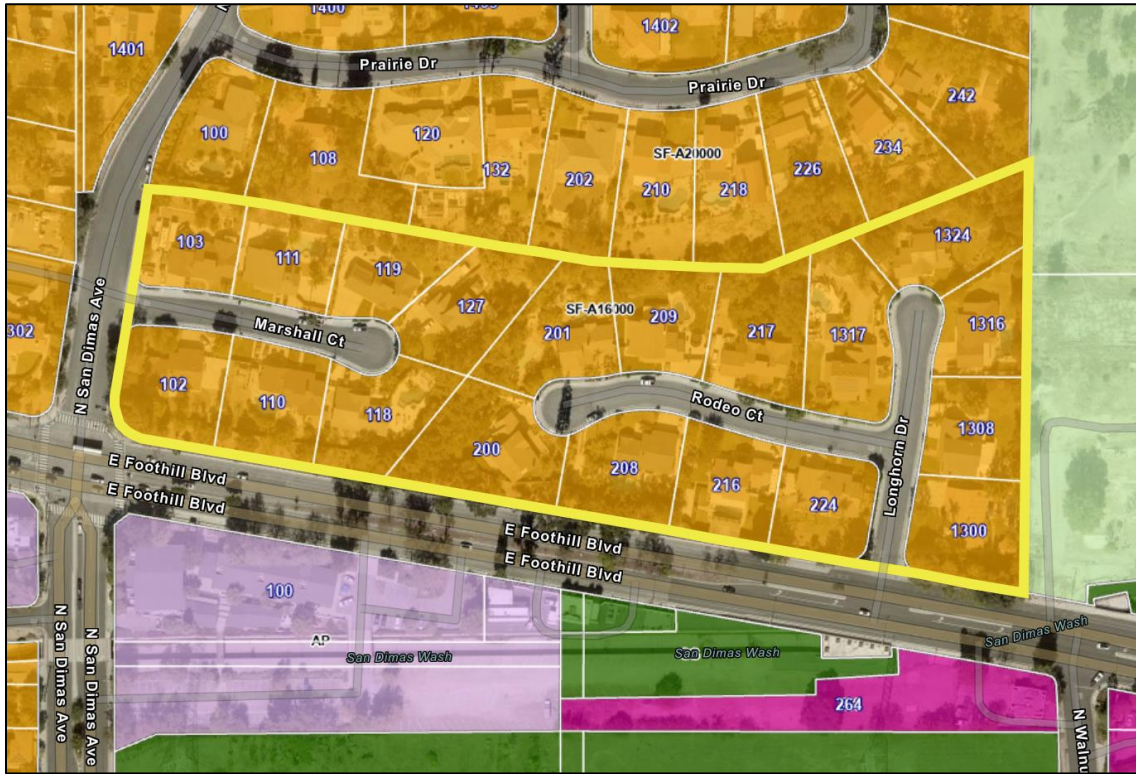 1400
1402
1401
Prairie Dr
Prairie Dr
242
100
120
234
108
132
SF-A20000
226
202
210
218
1324
103
111
119
127
SF-A16000
209
201
217
1317
1316
302
Marshall Ct
N San Dimas Ave
102
110
118
Rodeo Ct
1308
200
208
216
224
Longhorn Dr
1300
E Foothill Blvd
E Foothill Blvd
E Foothill Blvd
E Foothill Blvd
100
AP
San Dimas Wash
San Dimas Wash
San Dimas Wash
N San Dimas Ave
N San Dimas Ave
264
N Walnu